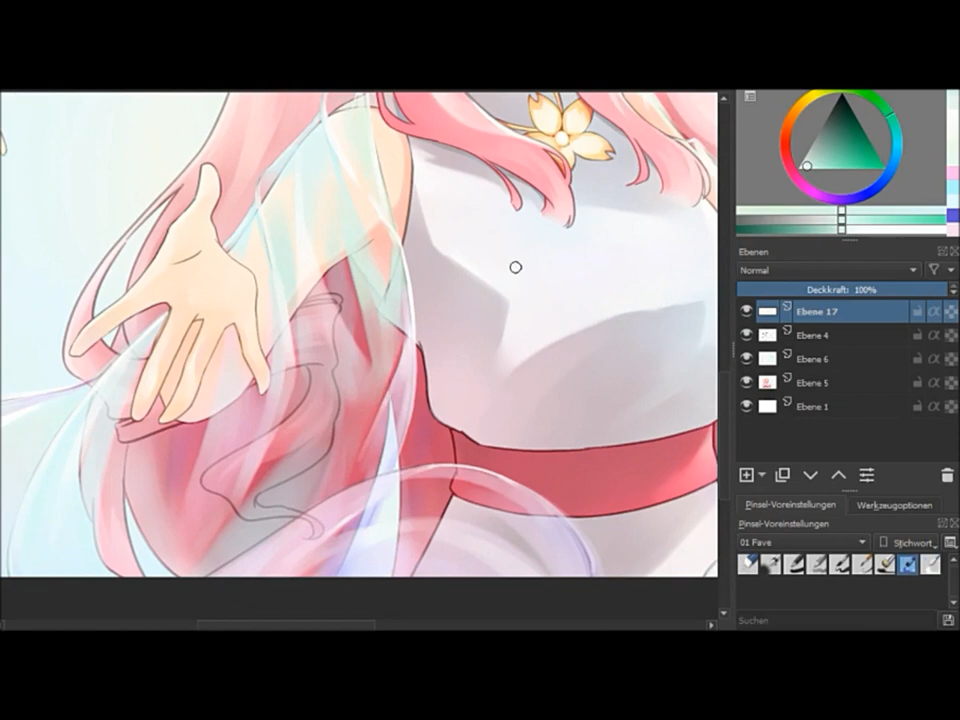 Ebenen
Normal
Deckkraft: 100%
Ebene 17
Ebene 4
Ebene 6
Ebene 5
Ebene 1
Pinsel-Voreinstellungen
Werkzeugoptionen
Pinsel-Voreinstellungen
01 Fave
Stichwort
Suchen